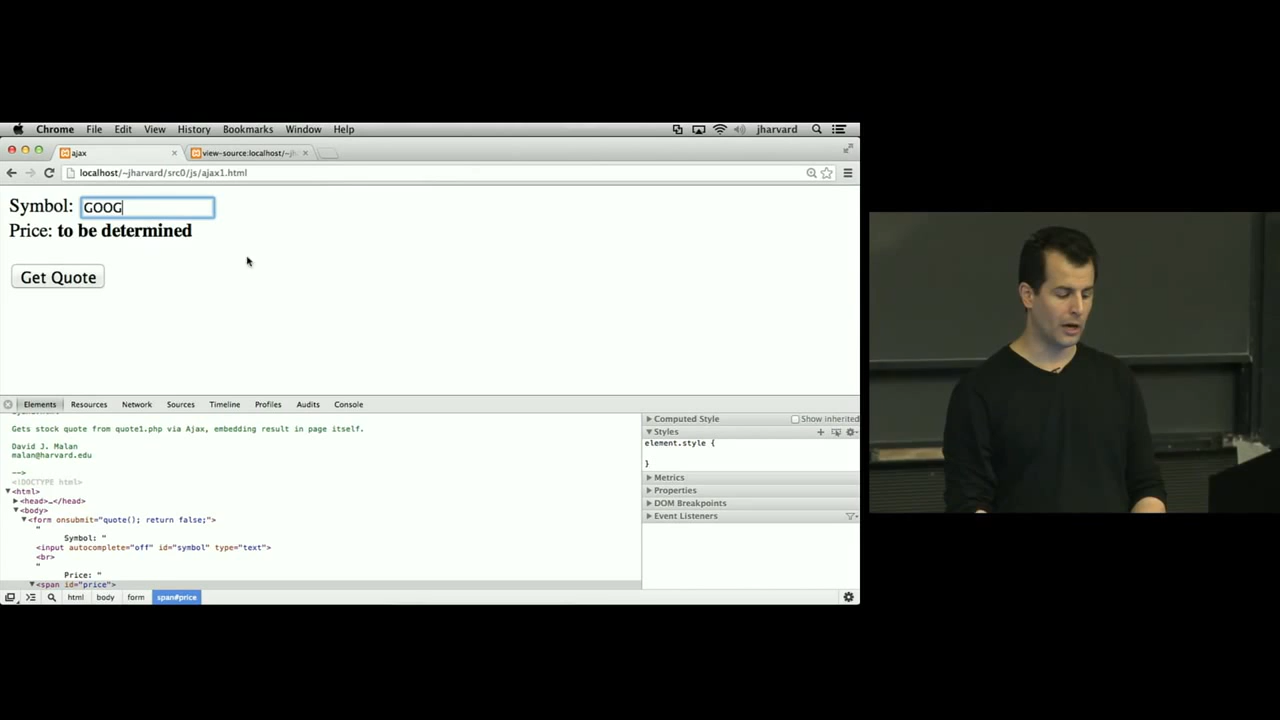 Chrome File Edit View History Bookmarks Window Help jharvard
ajax view-source:localhost/~jh
localhost/~jharvard/src0/js/ajax1.html
Symbol: GOOG
Price: to be determined
Get Quote
Elements Resources Network Sources Timeline Profiles Audits Console
Gets stock quote from quote1.php via Ajax, embedding result in page itself.
David J. Malan
malan@harvard.edu
-->
<!DOCTYPE html>
<html>
<head>…</head>
<body>
<form onsubmit="quote(); return false;">
"
Symbol: "
<input autocomplete="off" id="symbol" type="text">
<br>
"
Price: "
<span id="price">
html body form span#price
Computed Style Show inherited
Styles
element.style {
}
Metrics
Properties
DOM Breakpoints
Event Listeners